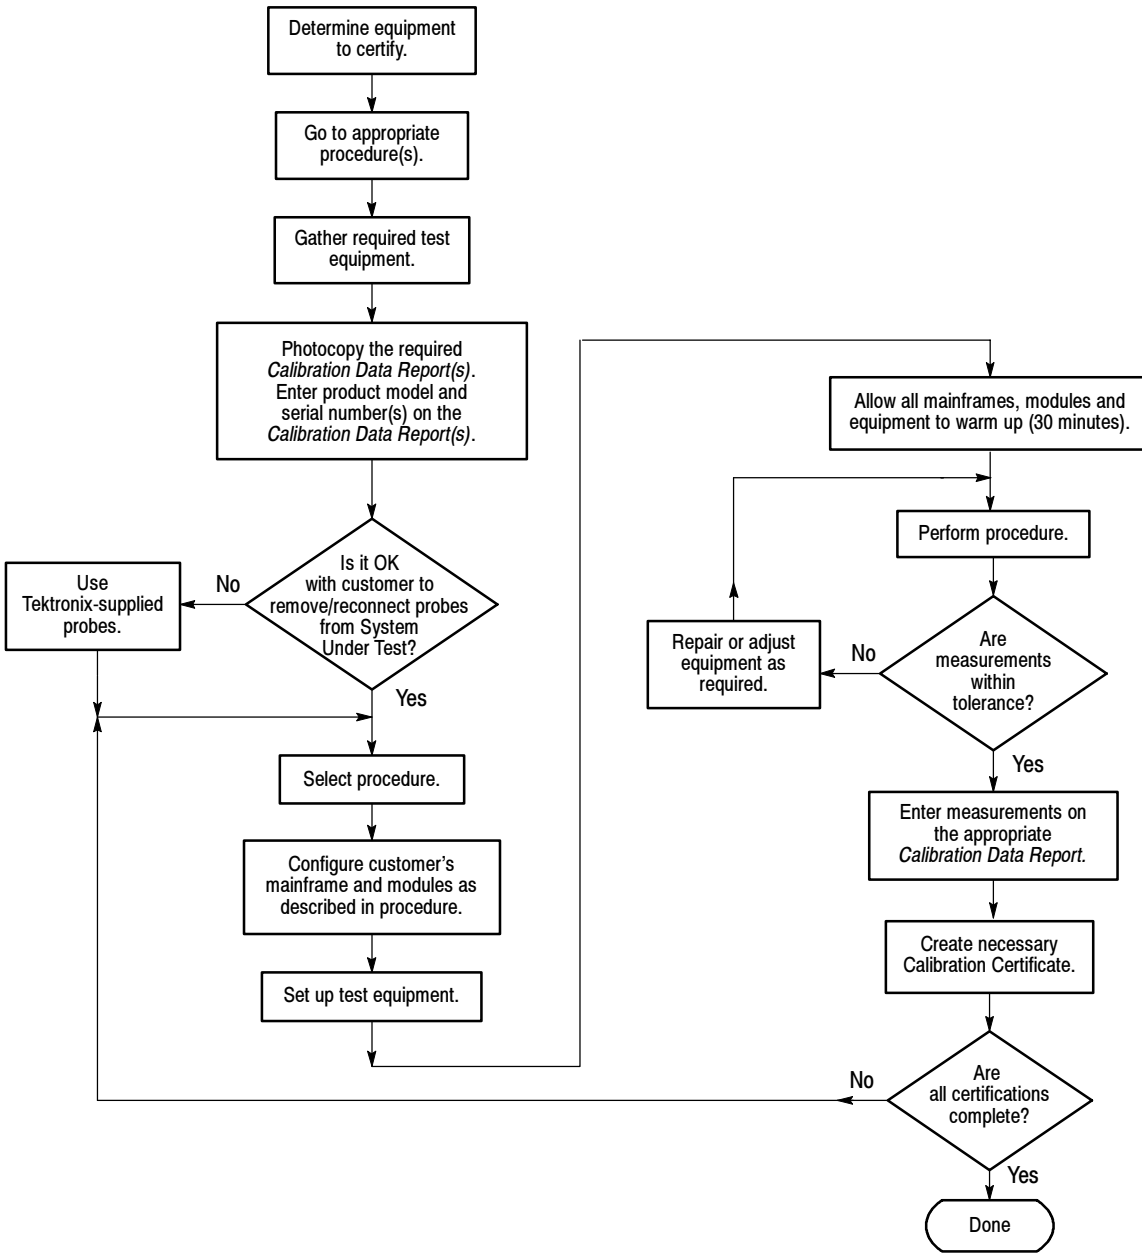 Determine equipment
to certify.
Go to appropriate
procedure(s).
Gather required test
equipment.
Photocopy the required
Calibration Data Report(s).
Enter product model and
serial number(s) on the
Calibration Data Report(s).
Is it OK
with customer to
remove/reconnect probes
from System
Under Test?
No
Use
Tektronix-supplied
probes.
Yes
Select procedure.
Configure customer's
mainframe and modules as
described in procedure.
Set up test equipment.
Allow all mainframes, modules and
equipment to warm up (30 minutes).
Perform procedure.
Are
measurements
within
tolerance?
No
Repair or adjust
equipment as
required.
Yes
Enter measurements on
the appropriate
Calibration Data Report.
Create necessary
Calibration Certificate.
Are
all certifications
complete?
No
Yes
Done